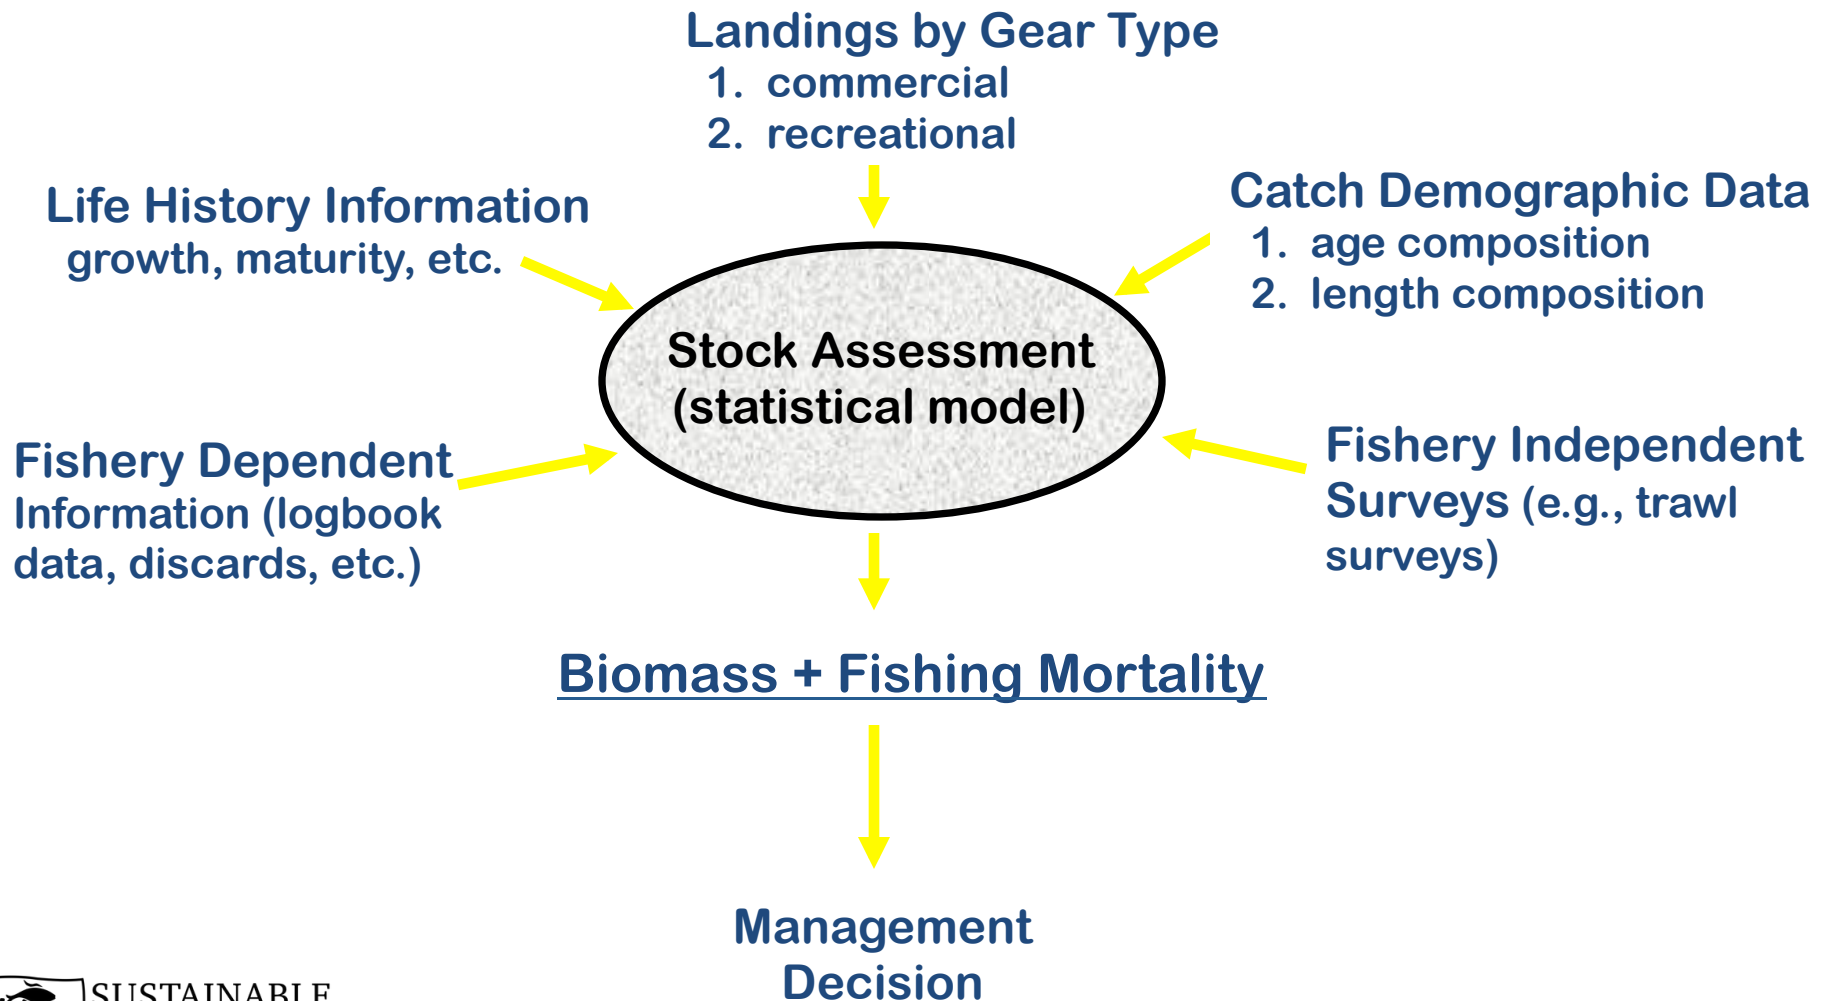 Landings by Gear Type
1. commercial
2. recreational
Life History Information
growth, maturity, etc.
Catch Demographic Data
1. age composition
2. length composition
Stock Assessment
(statistical model)
Fishery Dependent
Information (logbook
data, discards, etc.)
Fishery Independent
Surveys (e.g., trawl
surveys)
Biomass + Fishing Mortality
Management
Decision
SUSTAINABLE